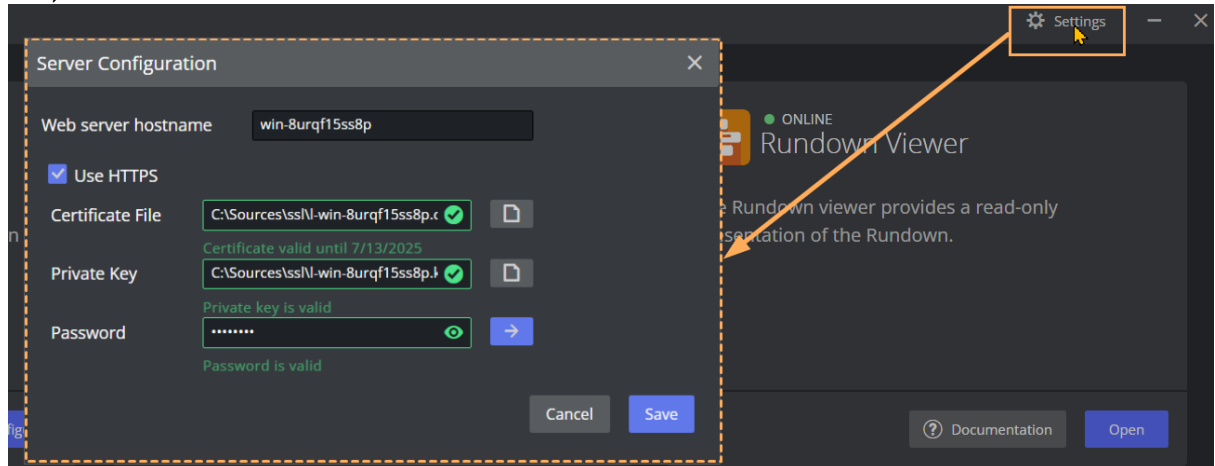 Settings
Server Configuration
Web server hostname win-8urqf15ss8p
Use HTTPS
Certificate File C:\Sources\ssl\l-win-8urqf15ss8p.c
Certificate valid until 7/13/2025
Private Key C:\Sources\ssl\l-win-8urqf15ss8p.k
Private key is valid
Password ••••••••
Password is valid
Cancel Save
ONLINE
Rundown Viewer
e Rundown viewer provides a read-only
sentation of the Rundown.
n
fig
Documentation Open